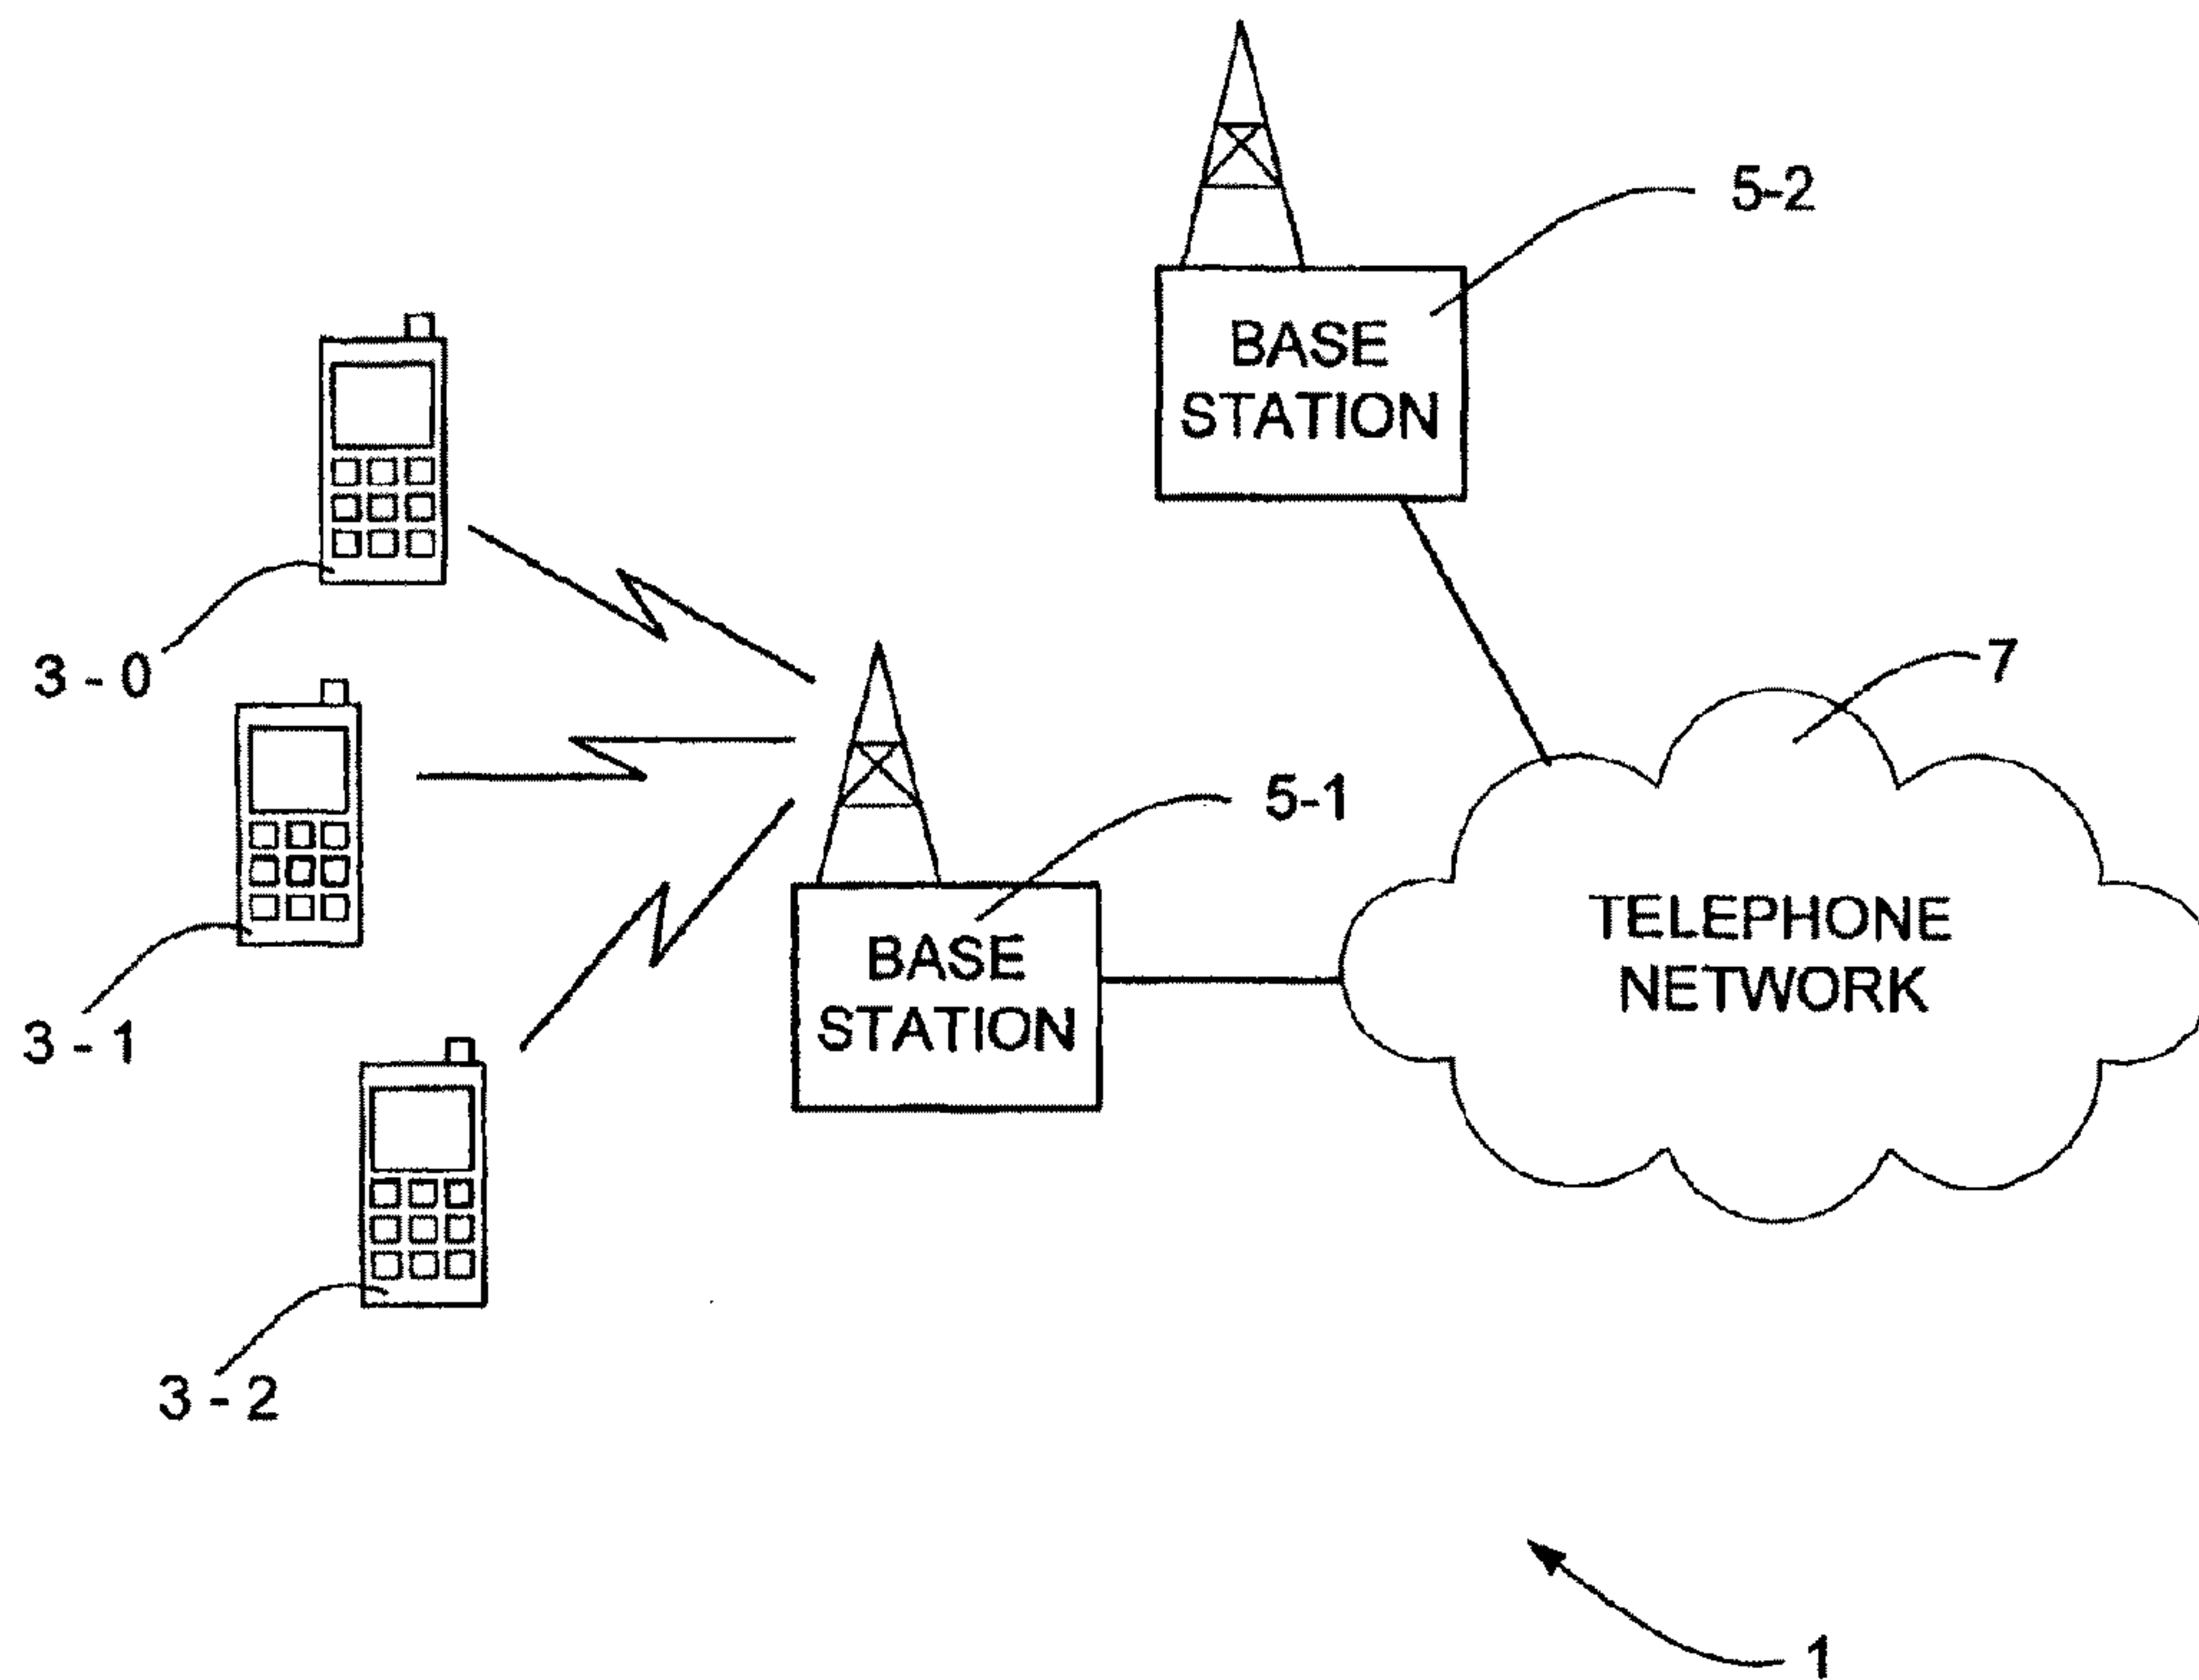 5-2
BASE
STATION
3 - 0
7
5-1
TELEPHONE
NETWORK
BASE
STATION
3 - 1
3 - 2
1